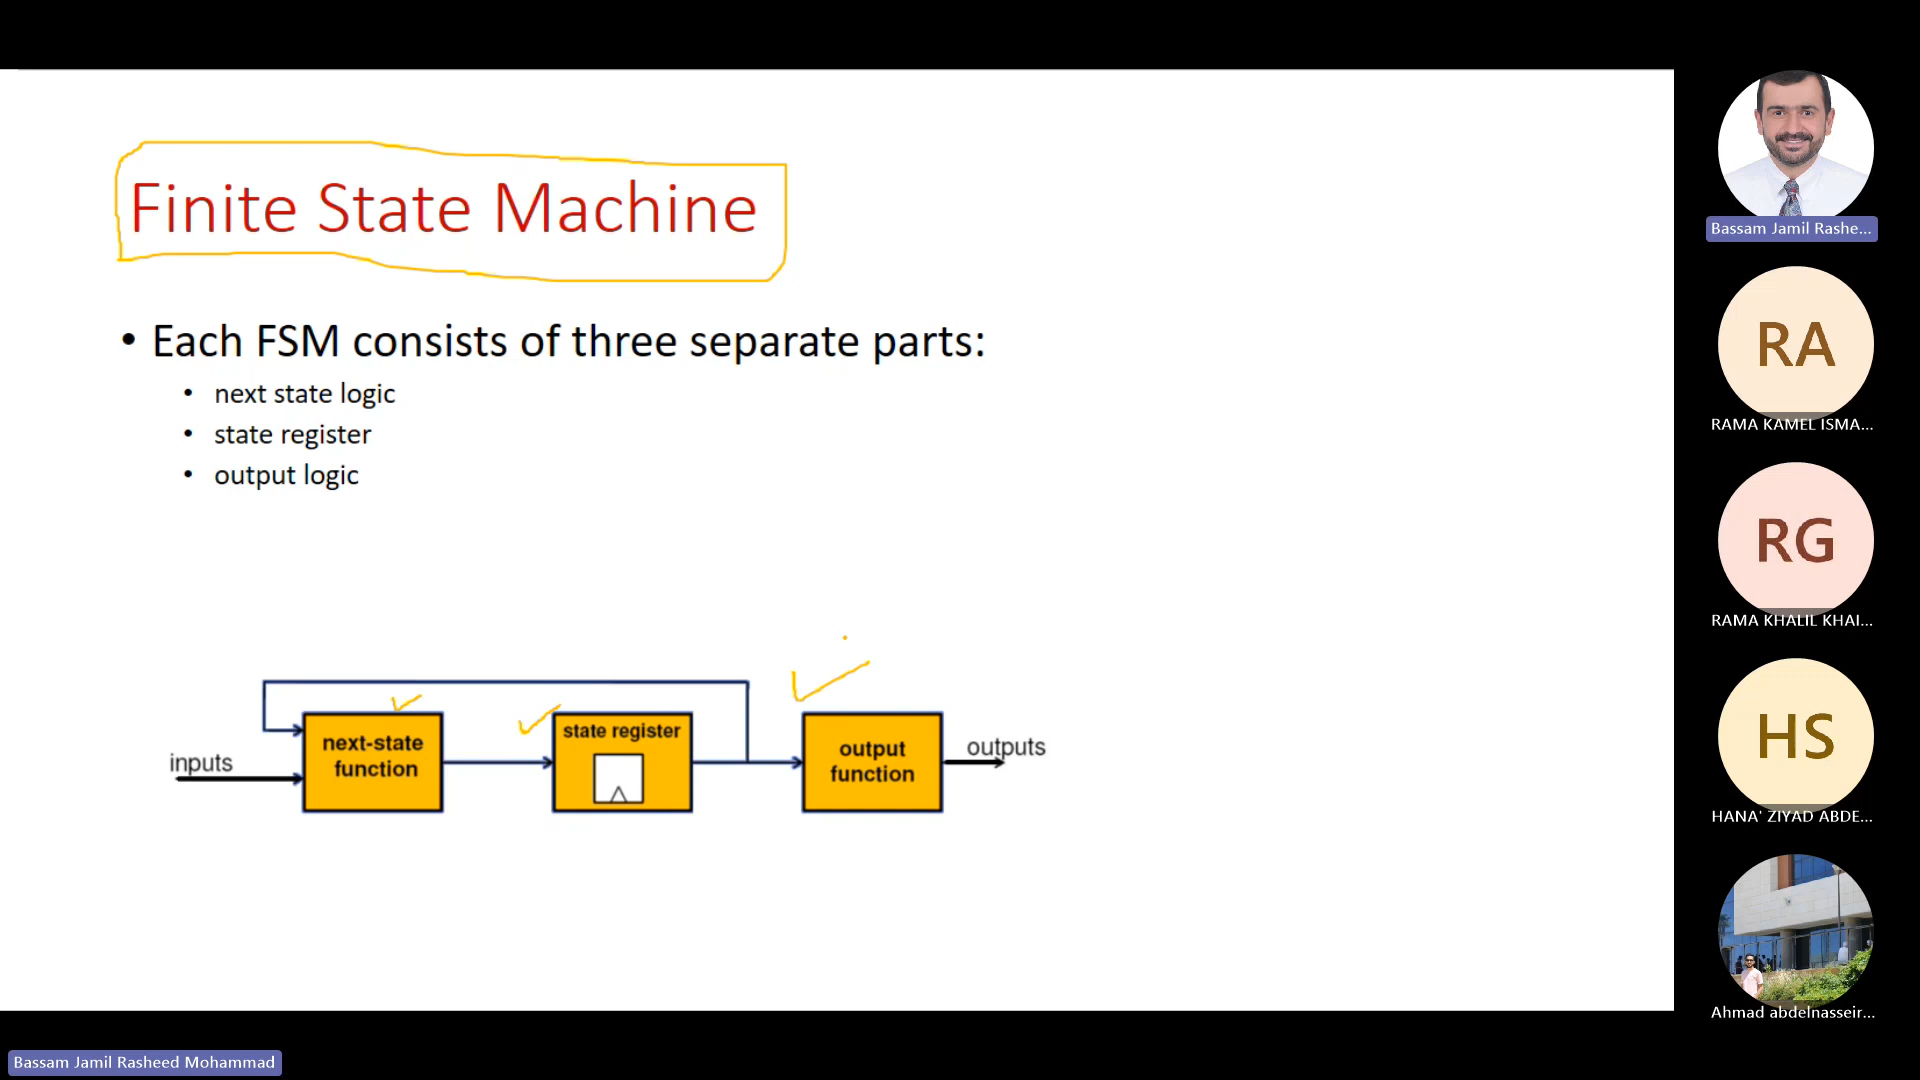 Finite State Machine
• Each FSM consists of three separate parts:
• next state logic
• state register
• output logic
inputs
next-state
function
state register
output
function
outputs
Bassam Jamil Rashe...
RA
RAMA KAMEL ISMA...
RG
RAMA KHALIL KHAI...
HS
HANA' ZIYAD ABDE...
Ahmad abdelnasseir...
Bassam Jamil Rasheed Mohammad